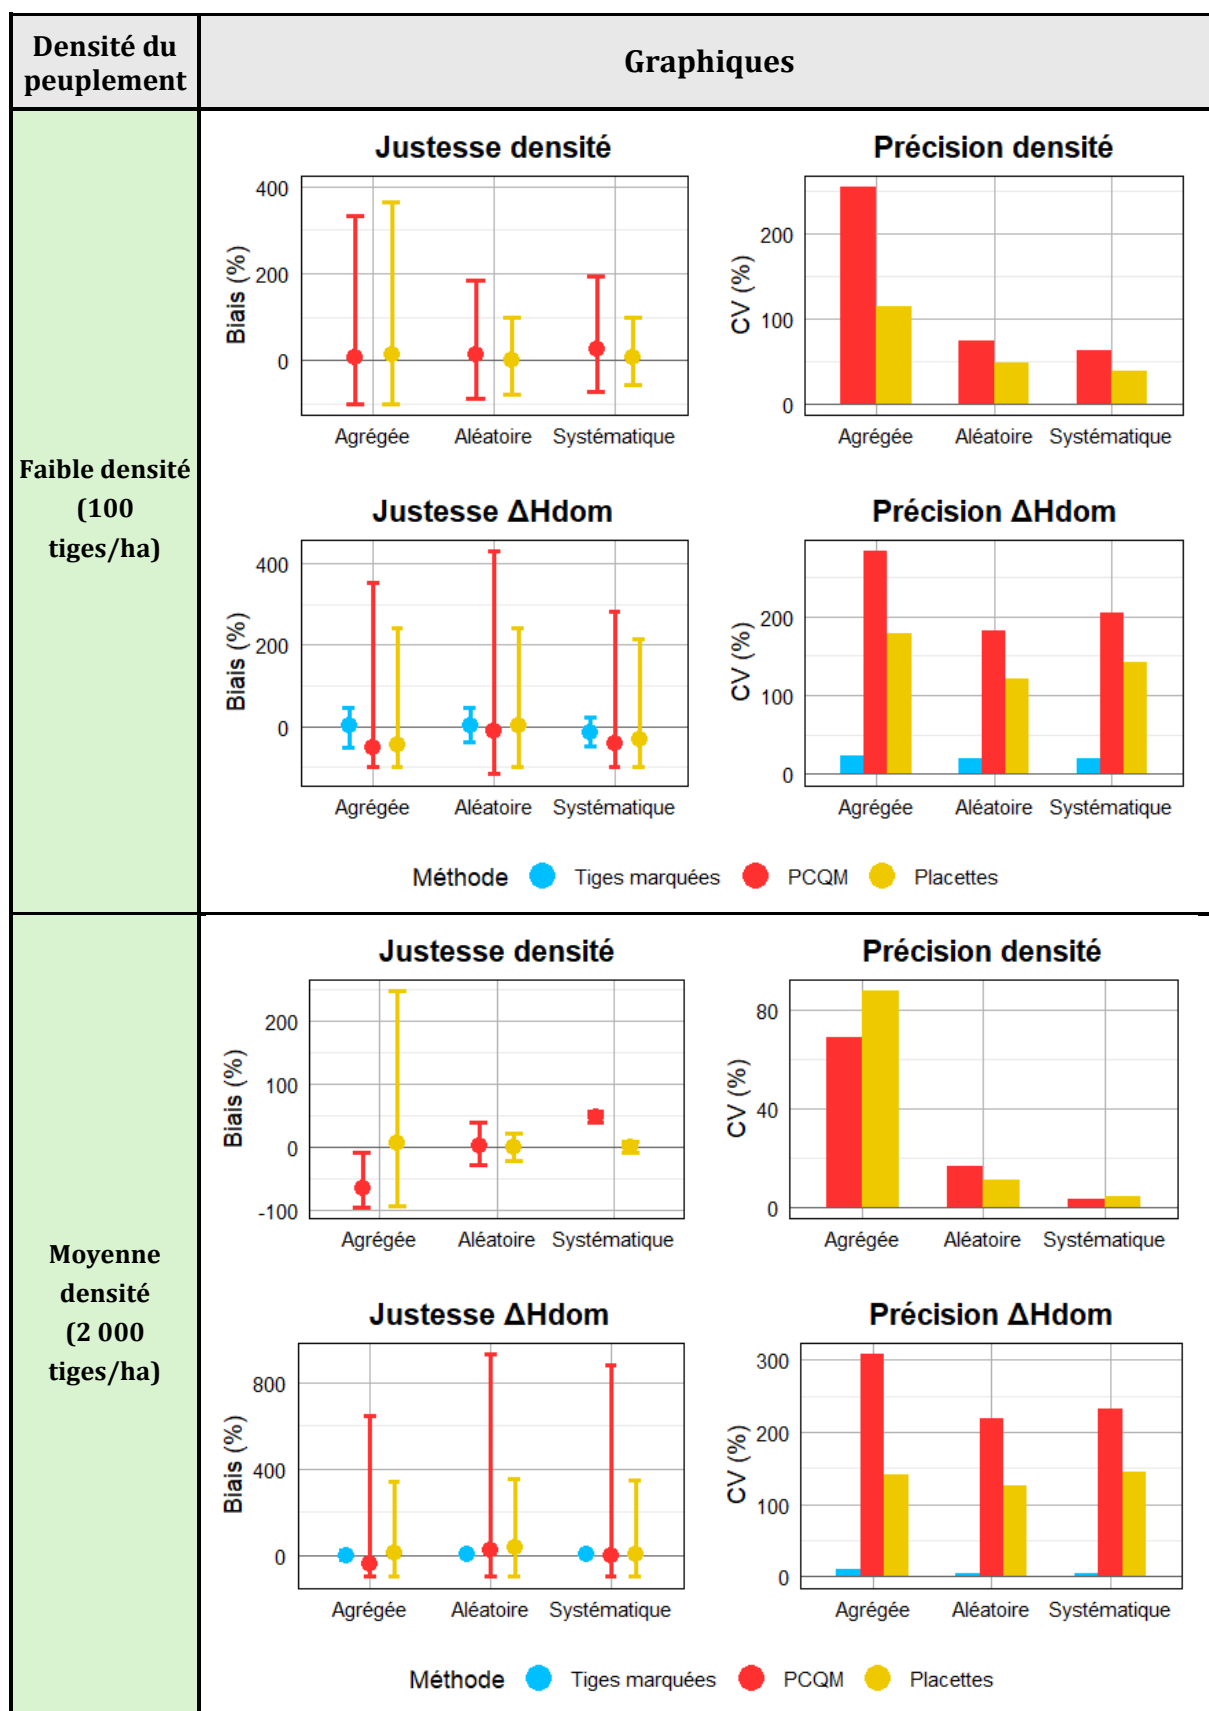 Densité du
peuplement
Graphiques
Faible densité
(100
tiges/ha)
Justesse densité
Biais (%)
400
200
0
Agrégée Aléatoire Systématique
Précision densité
CV (%)
200
100
0
Agrégée Aléatoire Systématique
Justesse ΔHdom
Biais (%)
400
200
0
Agrégée Aléatoire Systématique
Précision ΔHdom
CV (%)
200
100
0
Agrégée Aléatoire Systématique
Méthode Tiges marquées PCQM Placettes
Moyenne
densité
(2 000
tiges/ha)
Justesse densité
Biais (%)
200
100
0
-100
Agrégée Aléatoire Systématique
Précision densité
CV (%)
80
40
0
Agrégée Aléatoire Systématique
Justesse ΔHdom
Biais (%)
800
400
0
Agrégée Aléatoire Systématique
Précision ΔHdom
CV (%)
300
200
100
0
Agrégée Aléatoire Systématique
Méthode Tiges marquées PCQM Placettes